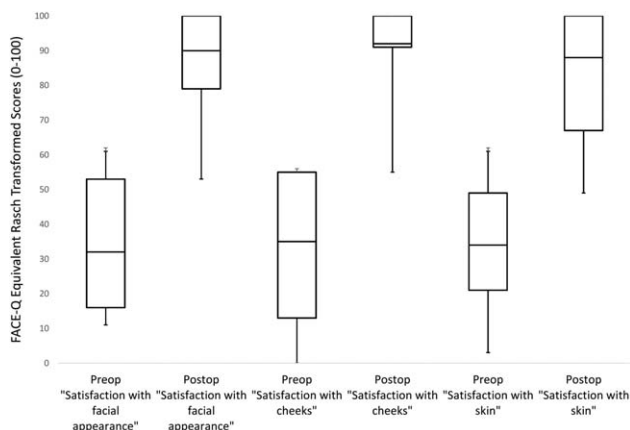 FACE-Q Equivalent Rasch Transformed Scores (0-100)
100
90
80
70
60
50
40
30
20
10
0
Preop
"Satisfaction with
facial
appearance"
Postop
"Satisfaction with
facial
appearance"
Preop
"Satisfaction with
cheeks"
Postop
"Satisfaction with
cheeks"
Preop
"Satisfaction with
skin"
Postop
"Satisfaction with
skin"